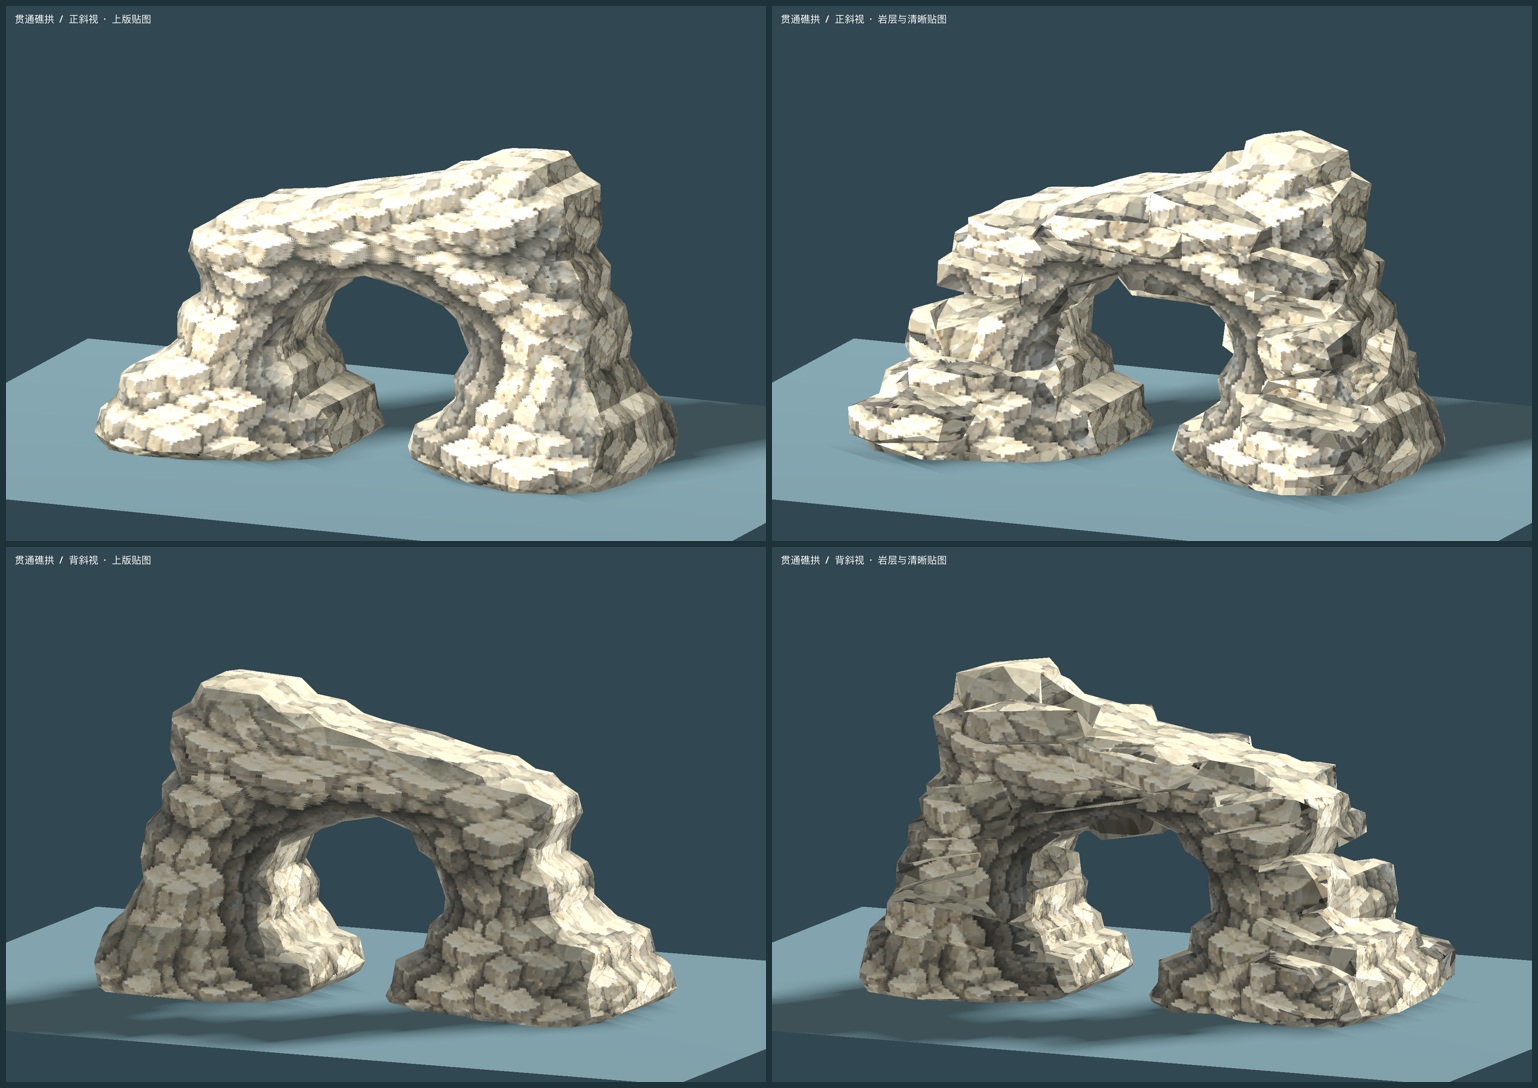 贯通礁拱 / 正斜视 · 上版贴图
贯通礁拱 / 正斜视 · 岩层与清晰贴图
贯通礁拱 / 背斜视 · 上版贴图
贯通礁拱 / 背斜视 · 岩层与清晰贴图